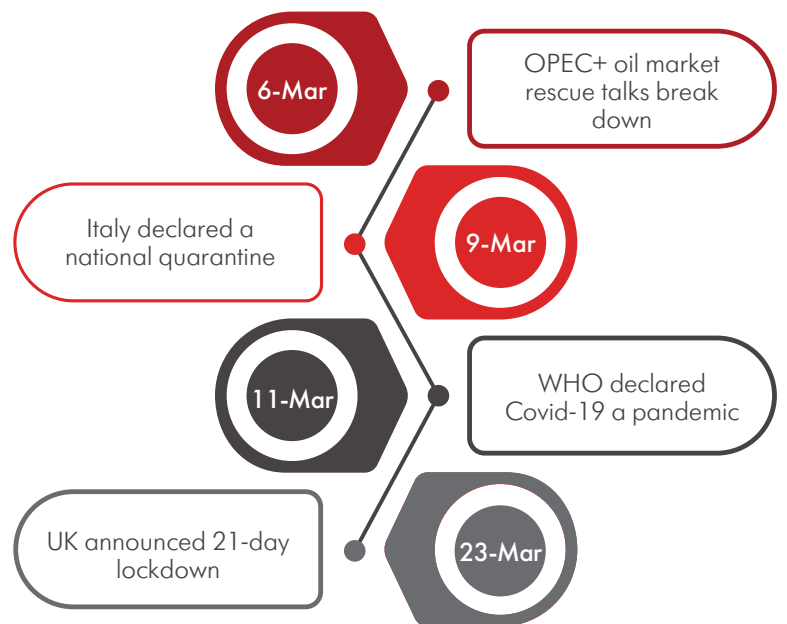 6-Mar
OPEC+ oil market
rescue talks break
down
Italy declared a
national quarantine
9-Mar
11-Mar
WHO declared
Covid-19 a pandemic
UK announced 21-day
lockdown
23-Mar